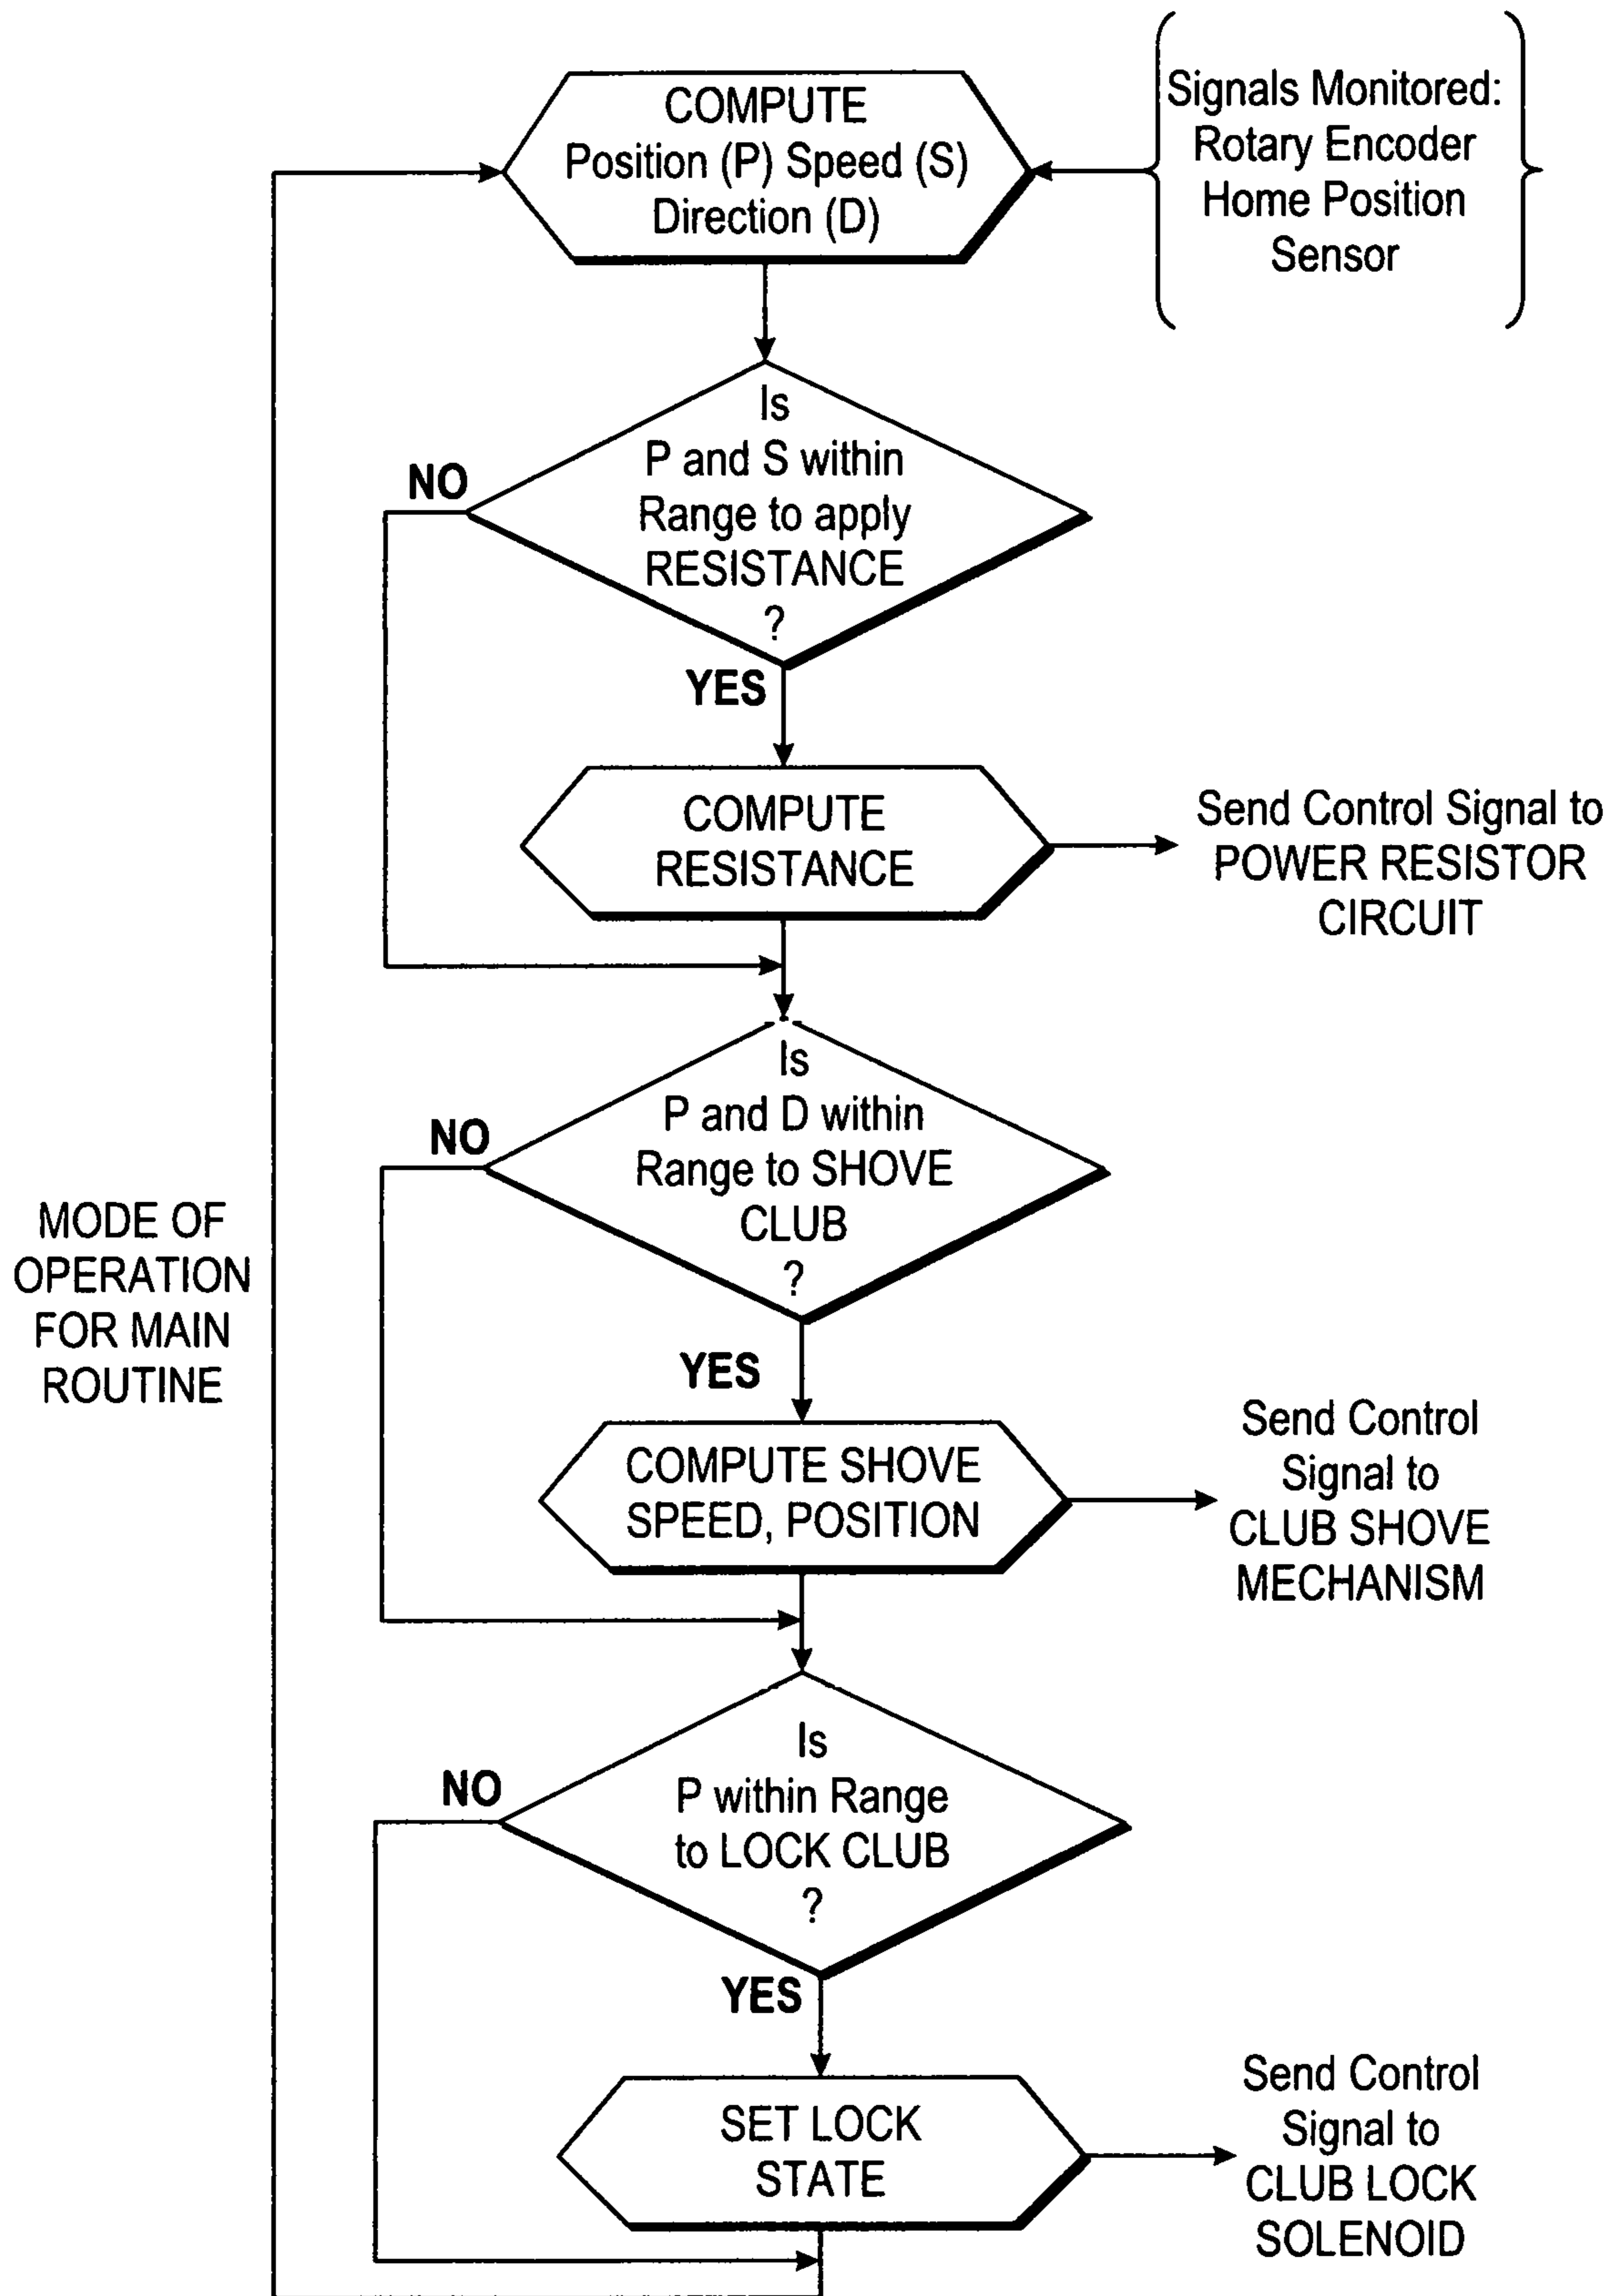 COMPUTE
Position (P) Speed (S)
Direction (D)
Signals Monitored:
Rotary Encoder
Home Position
Sensor
Is
P and S within
Range to apply
RESISTANCE
?
NO
YES
COMPUTE
RESISTANCE
Send Control Signal to
POWER RESISTOR
CIRCUIT
Is
P and D within
Range to SHOVE
CLUB
?
NO
YES
MODE OF
OPERATION
FOR MAIN
ROUTINE
COMPUTE SHOVE
SPEED, POSITION
Send Control
Signal to
CLUB SHOVE
MECHANISM
Is
P within Range
to LOCK CLUB
?
NO
YES
SET LOCK
STATE
Send Control
Signal to
CLUB LOCK
SOLENOID